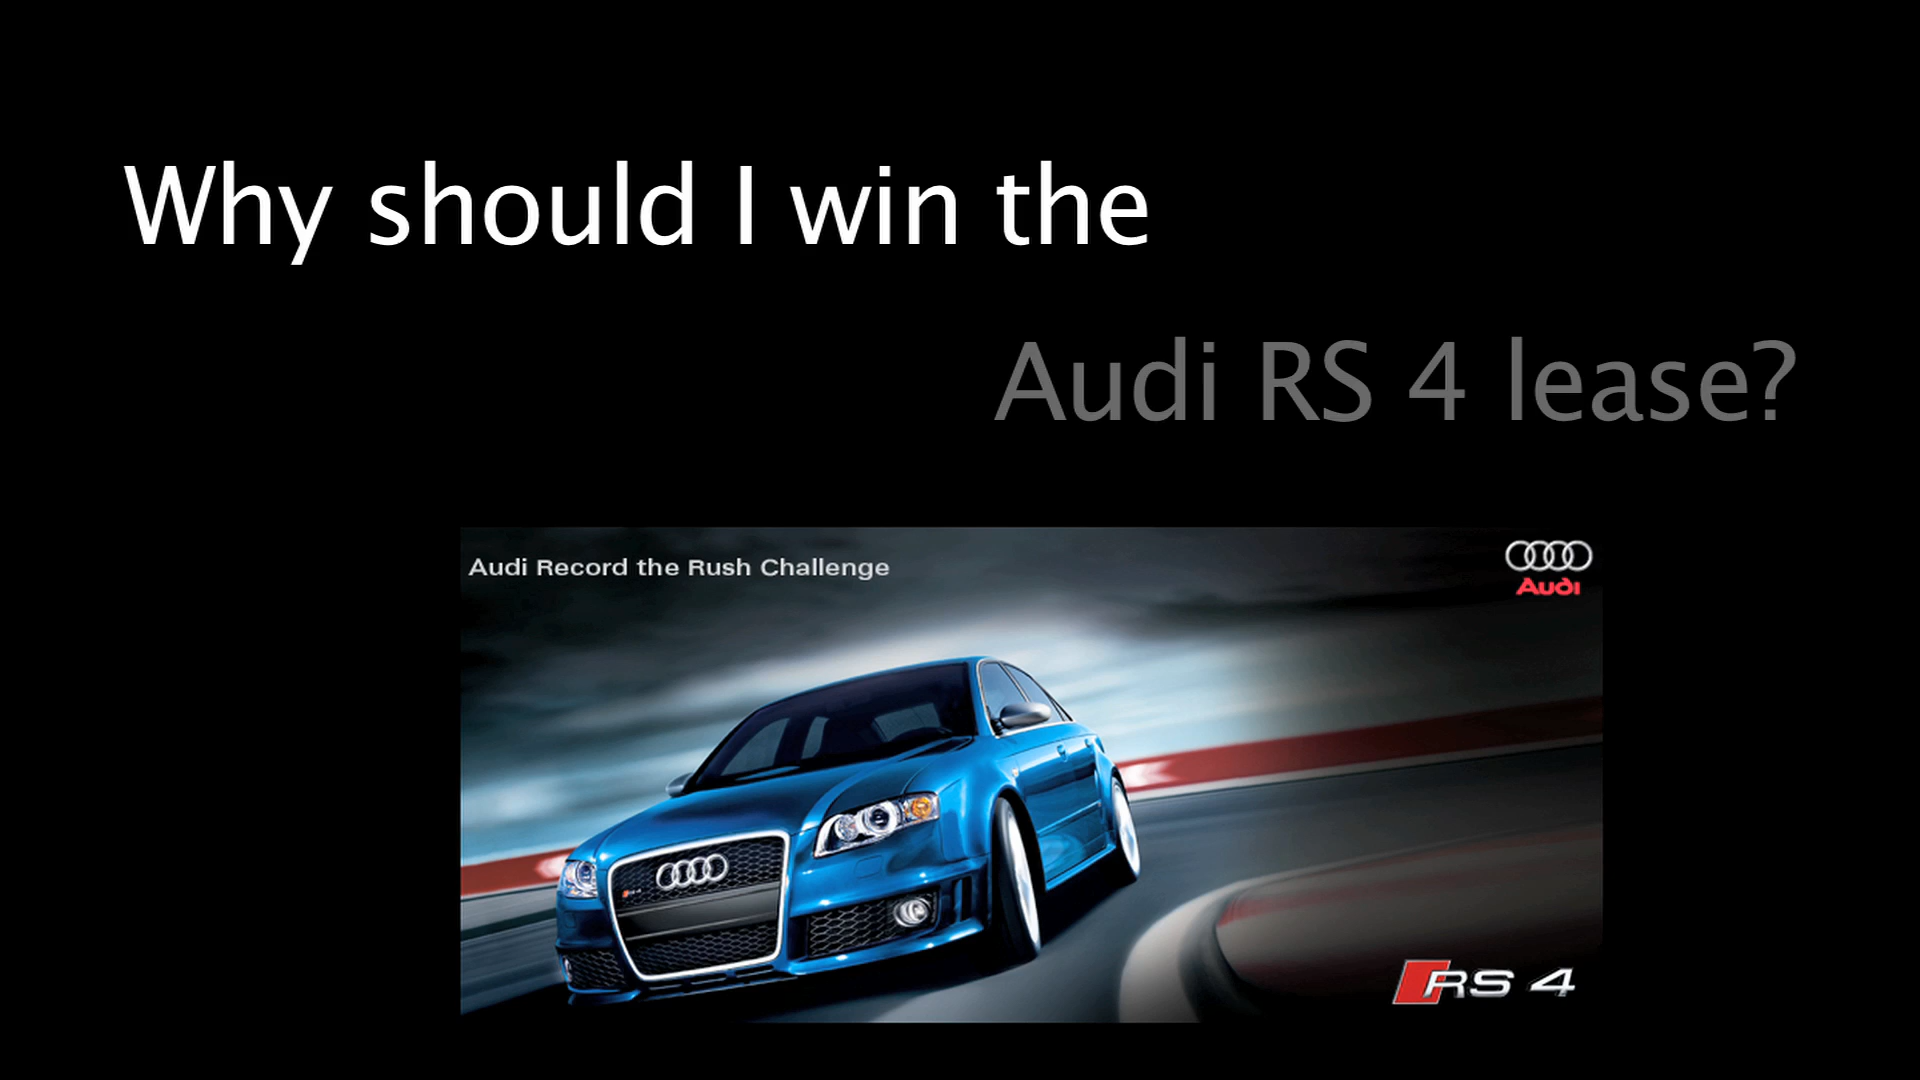 Why should I win the
Audi RS 4 lease?
Audi Record the Rush Challenge
Audi
RS 4